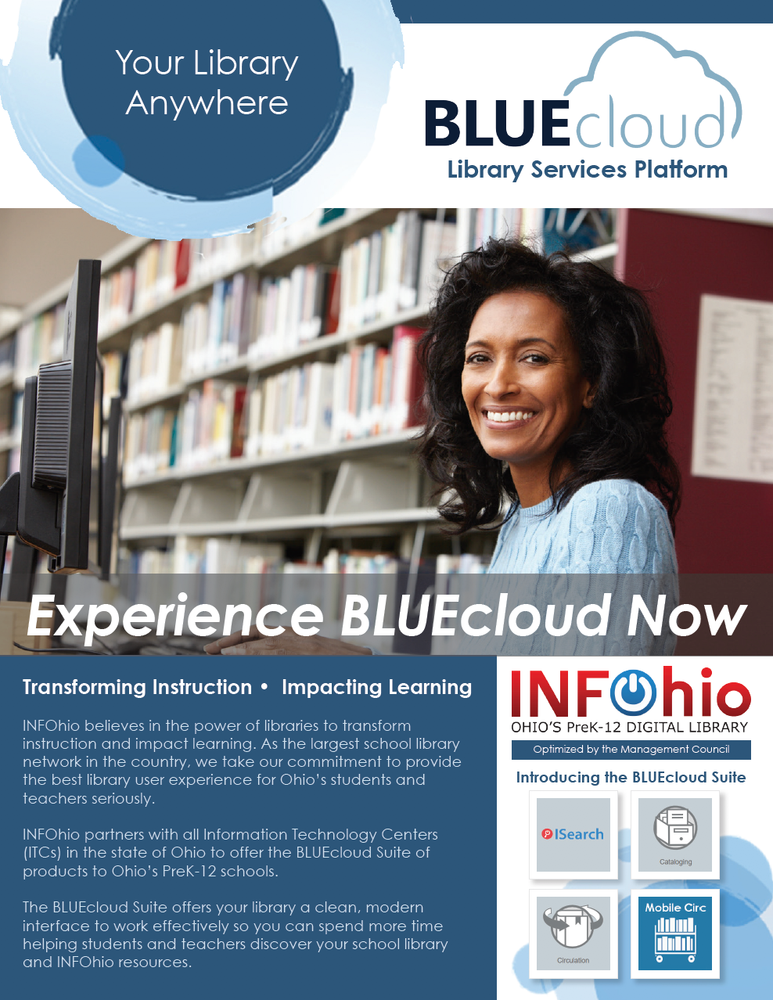 Your Library
Anywhere
BLUEcloud
Library Services Platform
Experience BLUEcloud Now
Transforming Instruction • Impacting Learning
INFOhio believes in the power of libraries to transform
instruction and impact learning. As the largest school library
network in the country, we take our commitment to provide
the best library user experience for Ohio's students and
teachers seriously.
INFOhio partners with all Information Technology Centers
(ITCs) in the state of Ohio to offer the BLUEcloud Suite of
products to Ohio's PreK-12 schools.
The BLUEcloud Suite offers your library a clean, modern
interface to work effectively so you can spend more time
helping students and teachers discover your school library
and INFOhio resources.
INFOhio
OHIO'S PreK-12 DIGITAL LIBRARY
Optimized by the Management Council
Introducing the BLUEcloud Suite
ISearch
Cataloging
Circulation
Mobile Circ